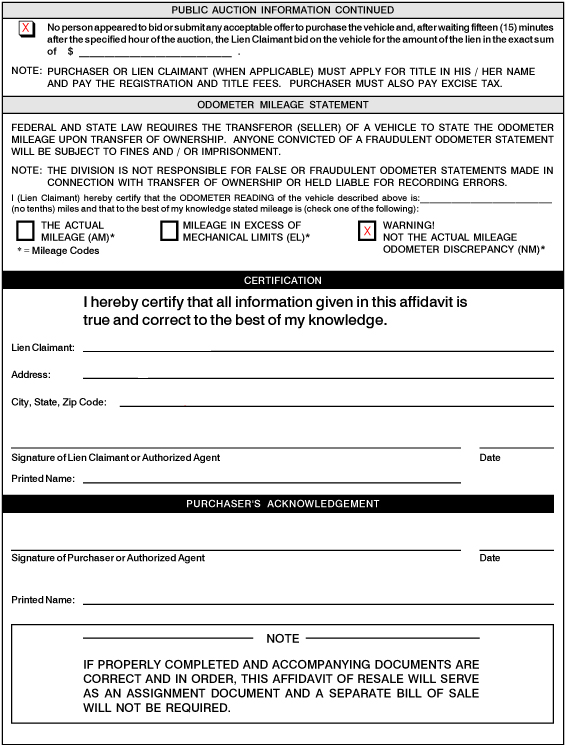 PUBLIC AUCTION INFORMATION CONTINUED
X No person appeared to bid or submit any acceptable offer to purchase the vehicle and, after waiting fifteen (15) minutes
after the specified hour of the auction, the Lien Claimant bid on the vehicle for the amount of the lien in the exact sum
of $ ____________________________ .
NOTE: PURCHASER OR LIEN CLAIMANT (WHEN APPLICABLE) MUST APPLY FOR TITLE IN HIS / HER NAME
AND PAY THE REGISTRATION AND TITLE FEES. PURCHASER MUST ALSO PAY EXCISE TAX.
ODOMETER MILEAGE STATEMENT
FEDERAL AND STATE LAW REQUIRES THE TRANSFEROR (SELLER) OF A VEHICLE TO STATE THE ODOMETER
MILEAGE UPON TRANSFER OF OWNERSHIP. ANYONE CONVICTED OF A FRAUDULENT ODOMETER STATEMENT
WILL BE SUBJECT TO FINES AND / OR IMPRISONMENT.
NOTE: THE DIVISION IS NOT RESPONSIBLE FOR FALSE OR FRAUDULENT ODOMETER STATEMENTS MADE IN
CONNECTION WITH TRANSFER OF OWNERSHIP OR HELD LIABLE FOR RECORDING ERRORS.
I (Lien Claimant) hereby certify that the ODOMETER READING of the vehicle described above is:____________________________
(no tenths) miles and that to the best of my knowledge stated mileage is (check one of the following):
THE ACTUAL MILEAGE IN EXCESS OF X WARNING!
MILEAGE (AM)* MECHANICAL LIMITS (EL)* NOT THE ACTUAL MILEAGE
* = Mileage Codes ODOMETER DISCREPANCY (NM)*
CERTIFICATION
I hereby certify that all information given in this affidavit is
true and correct to the best of my knowledge.
Lien Claimant:
Address:
City, State, Zip Code:
Signature of Lien Claimant or Authorized Agent Date
Printed Name:
PURCHASER'S ACKNOWLEDGEMENT
Signature of Purchaser or Authorized Agent Date
Printed Name:
NOTE
IF PROPERLY COMPLETED AND ACCOMPANYING DOCUMENTS ARE
CORRECT AND IN ORDER, THIS AFFIDAVIT OF RESALE WILL SERVE
AS AN ASSIGNMENT DOCUMENT AND A SEPARATE BILL OF SALE
WILL NOT BE REQUIRED.